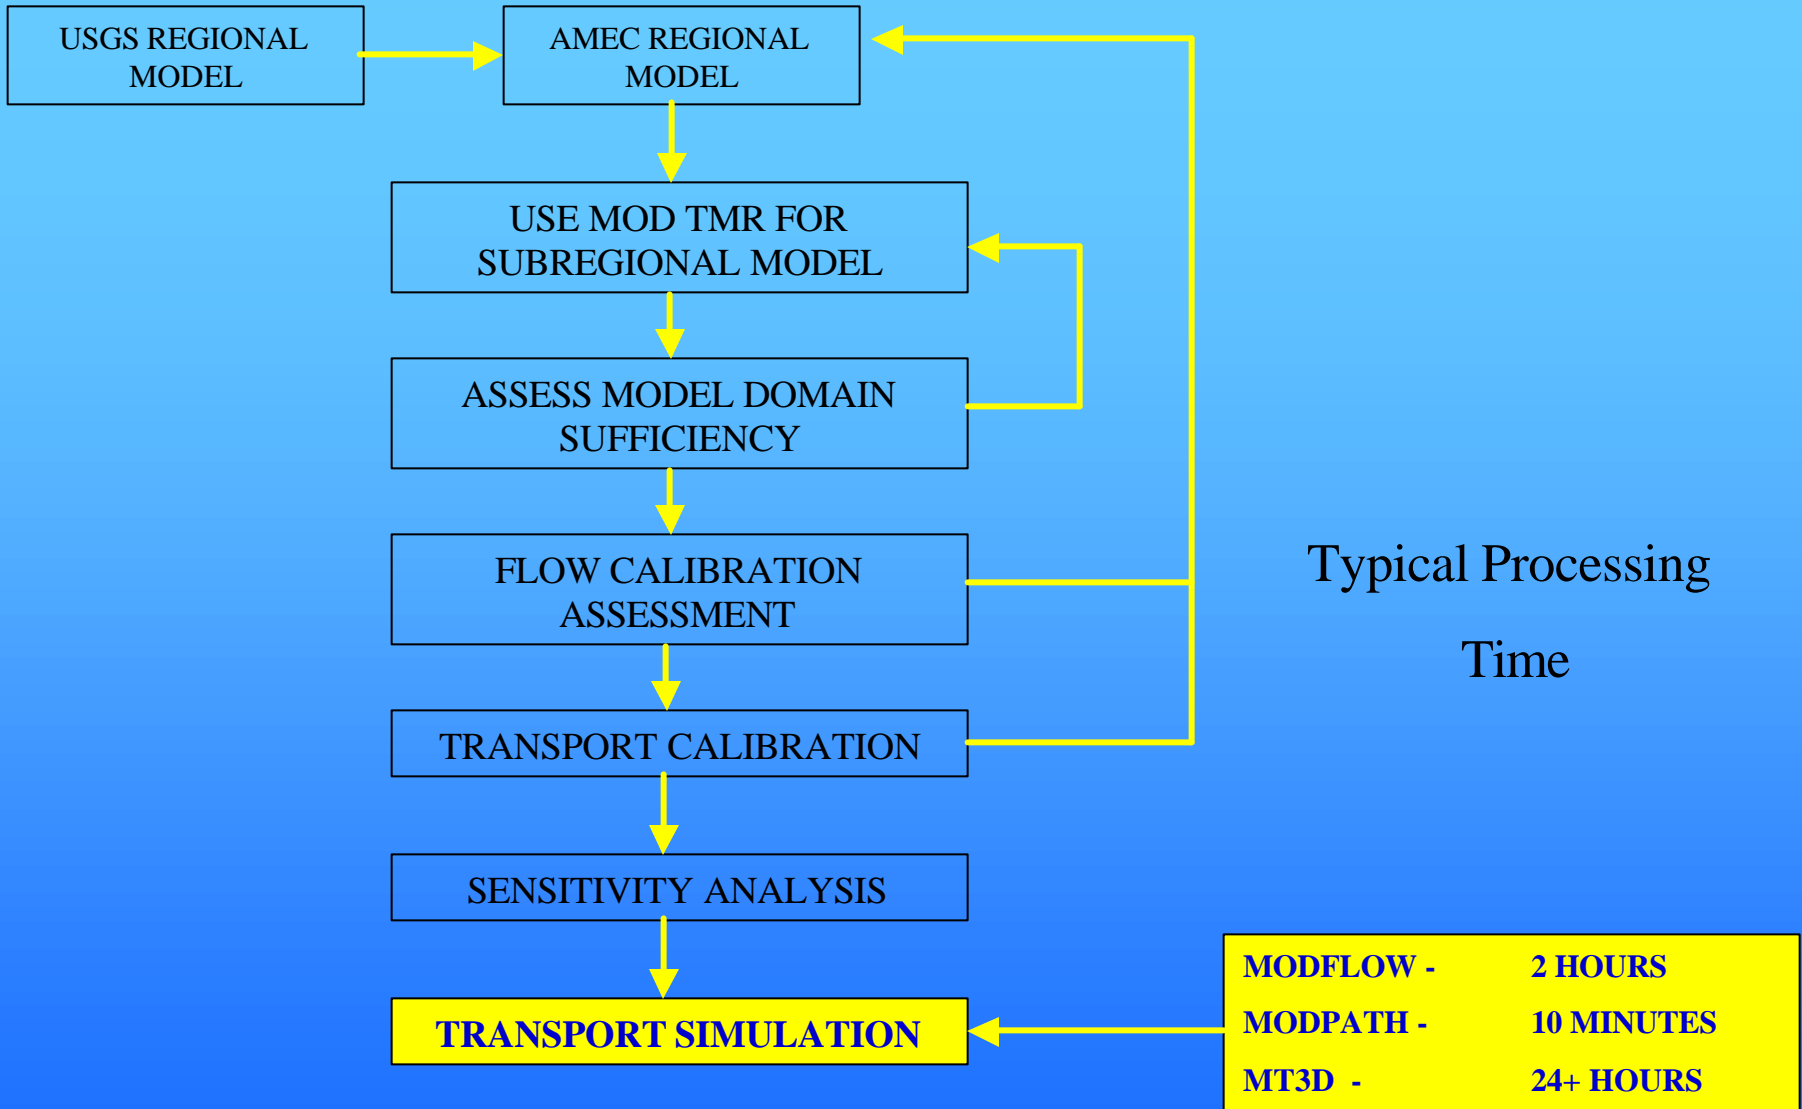 USGS REGIONAL
MODEL
AMEC REGIONAL
MODEL
USE MOD TMR FOR
SUBREGIONAL MODEL
ASSESS MODEL DOMAIN
SUFFICIENCY
FLOW CALIBRATION
ASSESSMENT
TRANSPORT CALIBRATION
SENSITIVITY ANALYSIS
TRANSPORT SIMULATION
Typical Processing
Time
MODFLOW - 2 HOURS
MODPATH - 10 MINUTES
MT3D - 24+ HOURS